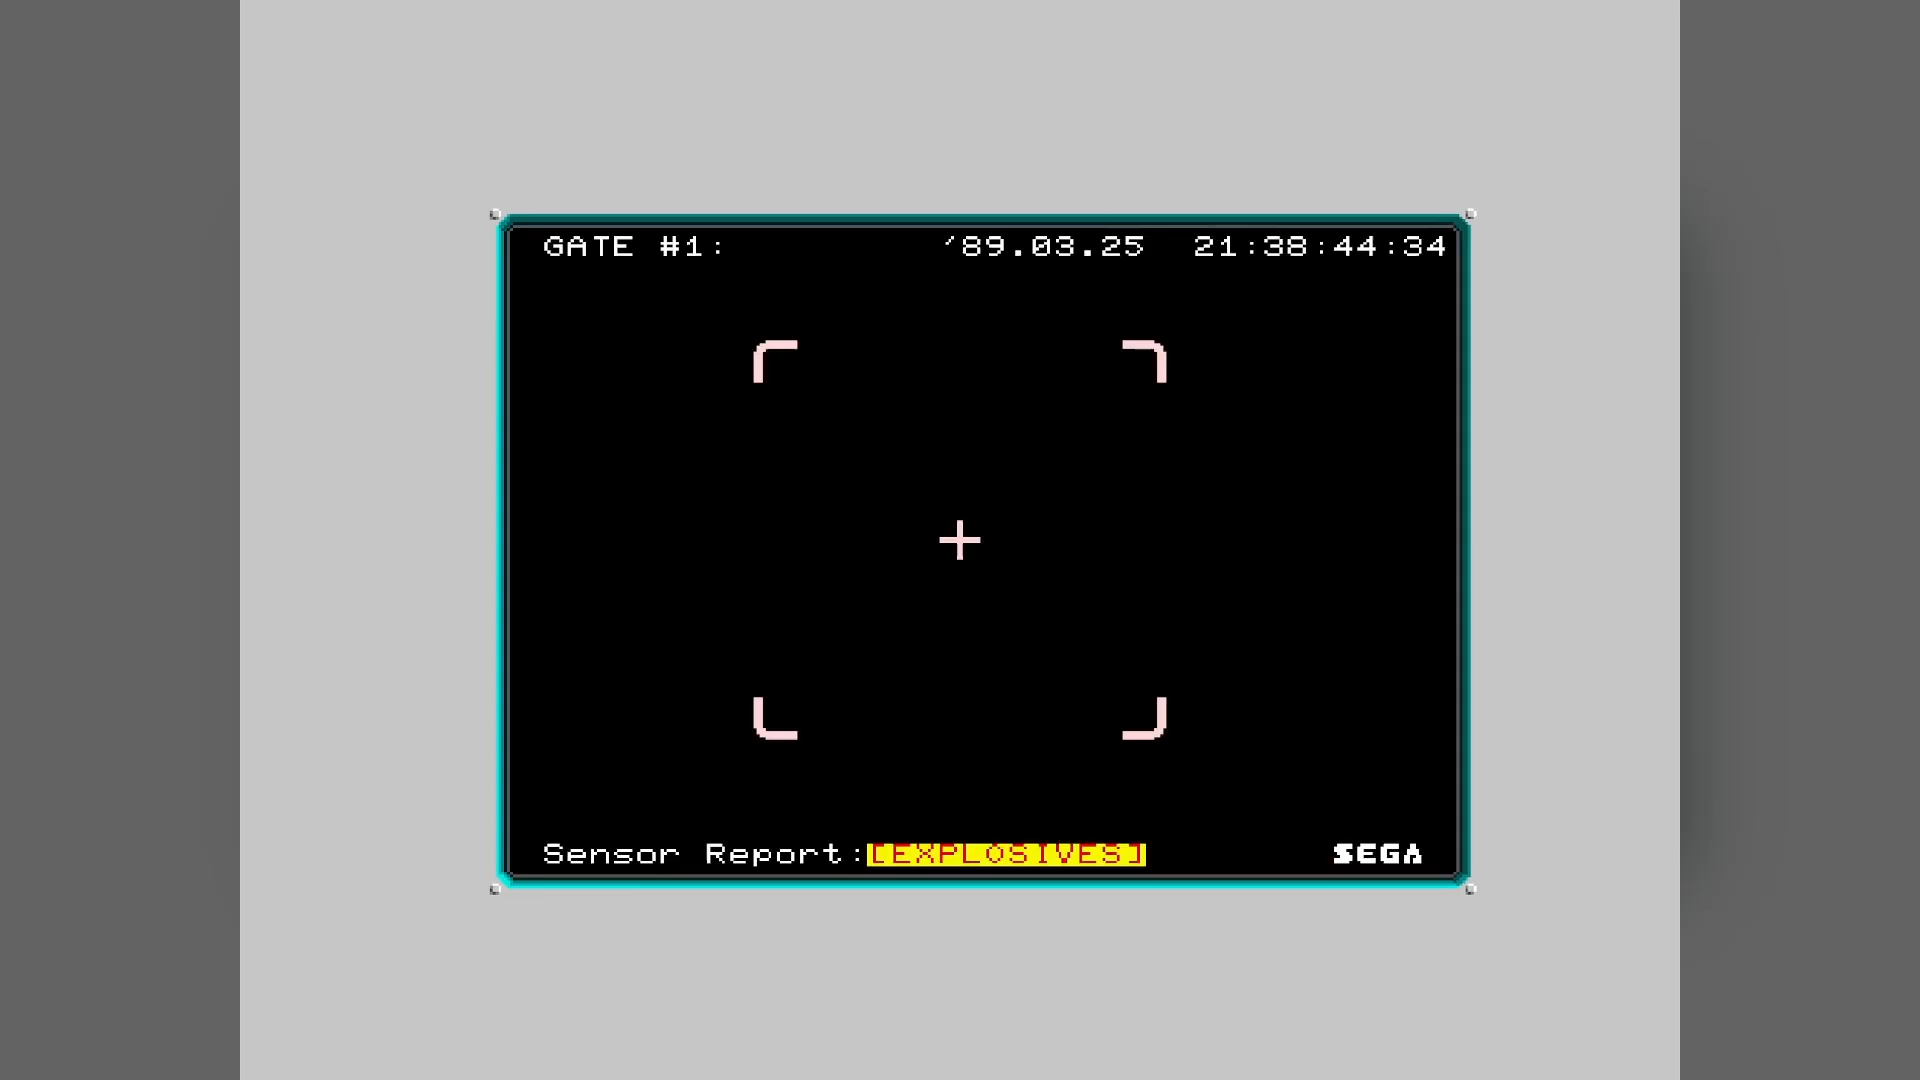 GATE #1: '89.03.25 21:38:44:34
Sensor Report:[EXPLOSIVES] SEGA